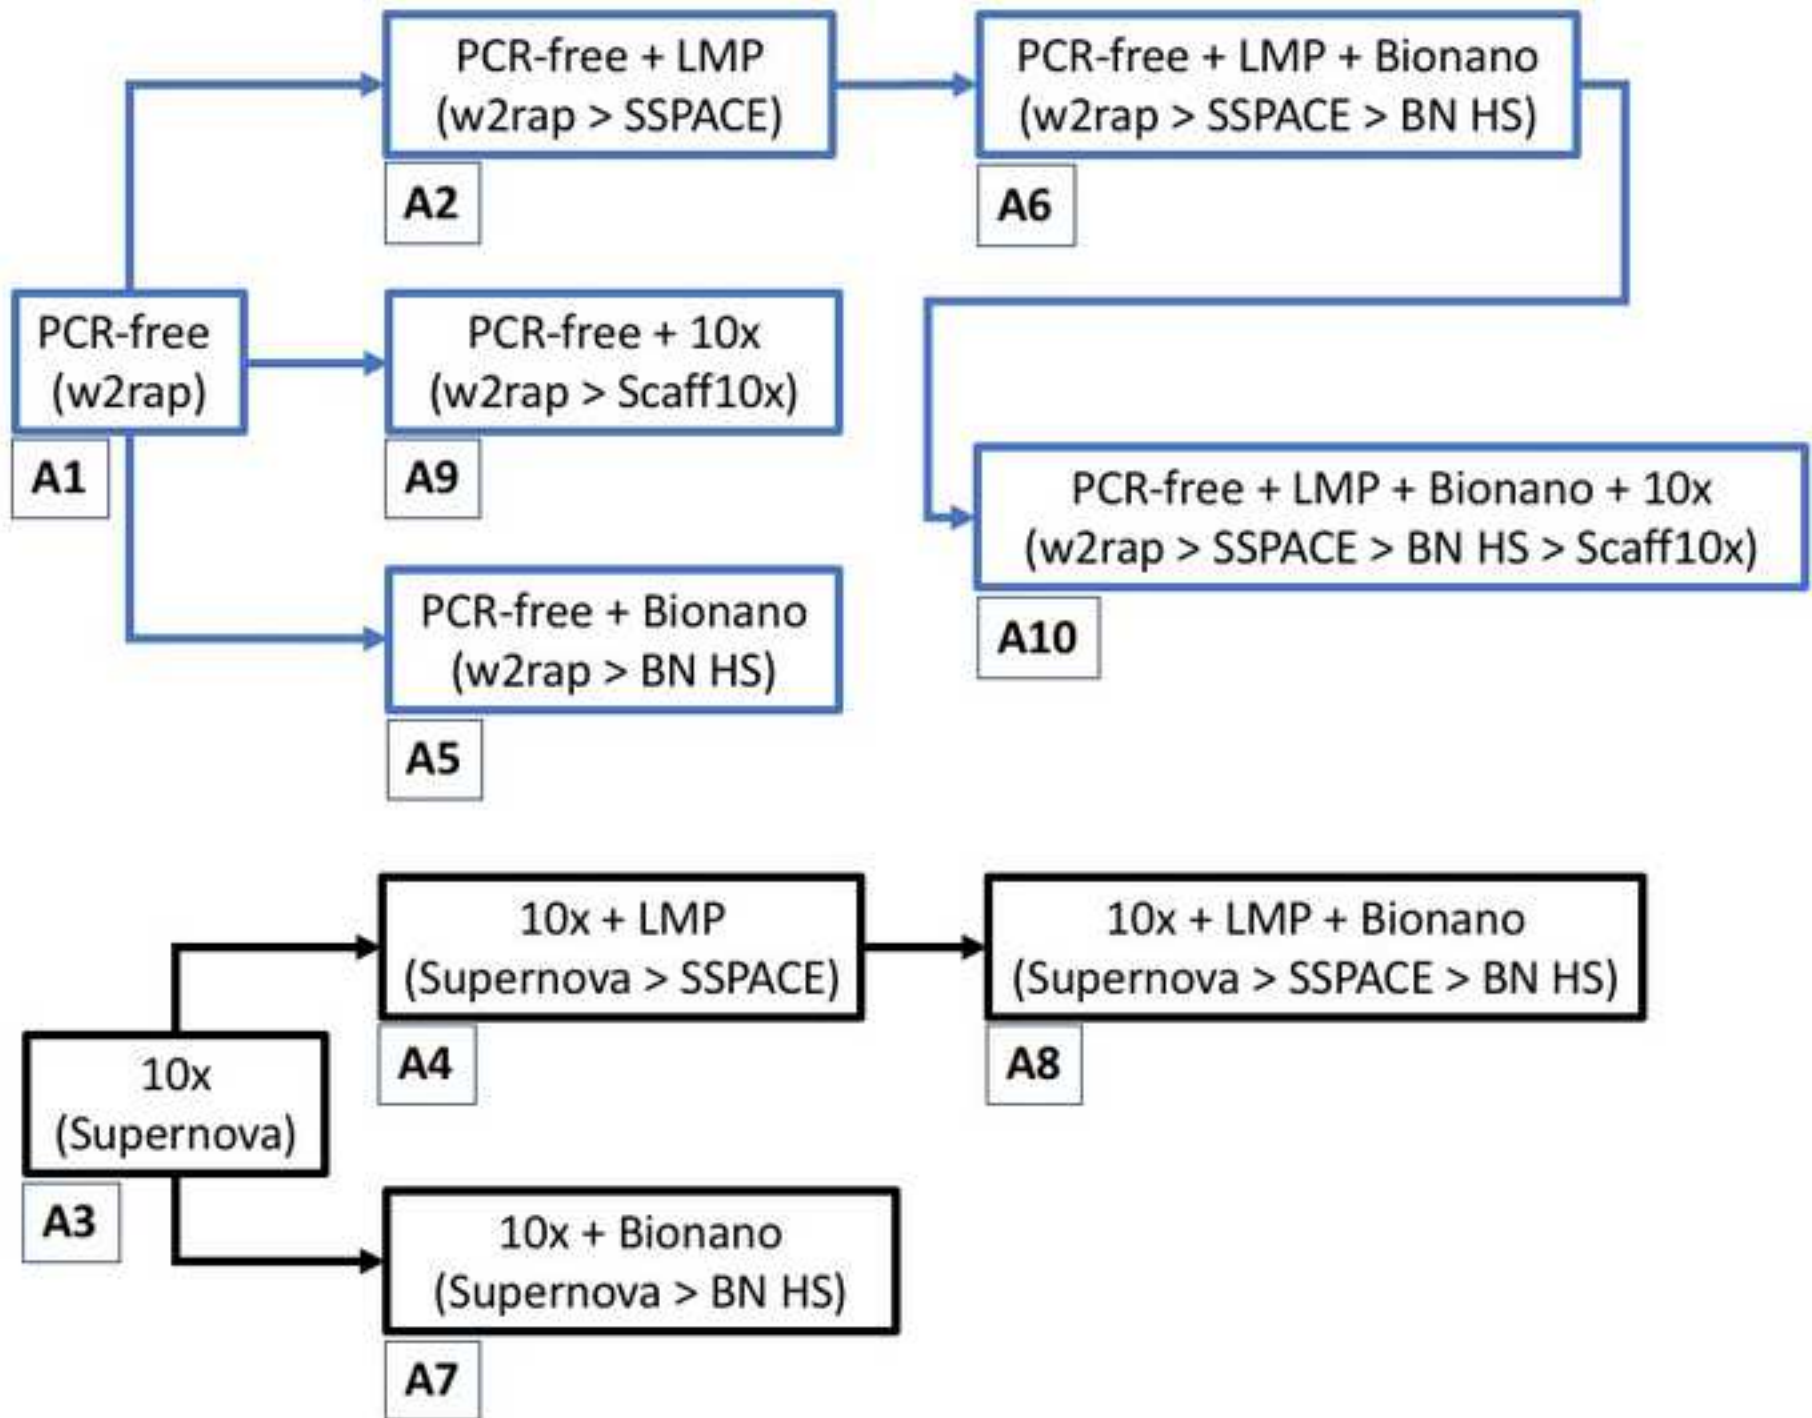 PCR-free + LMP
(w2rap > SSPACE)
A2
PCR-free + LMP + Bionano
(w2rap > SSPACE > BN HS)
A6
PCR-free
(w2rap)
A1
PCR-free + 10x
(w2rap > Scaff10x)
A9
PCR-free + LMP + Bionano + 10x
(w2rap > SSPACE > BN HS > Scaff10x)
A10
PCR-free + Bionano
(w2rap > BN HS)
A5
10x + LMP
(Supernova > SSPACE)
A4
10x + LMP + Bionano
(Supernova > SSPACE > BN HS)
A8
10x
(Supernova)
A3
10x + Bionano
(Supernova > BN HS)
A7